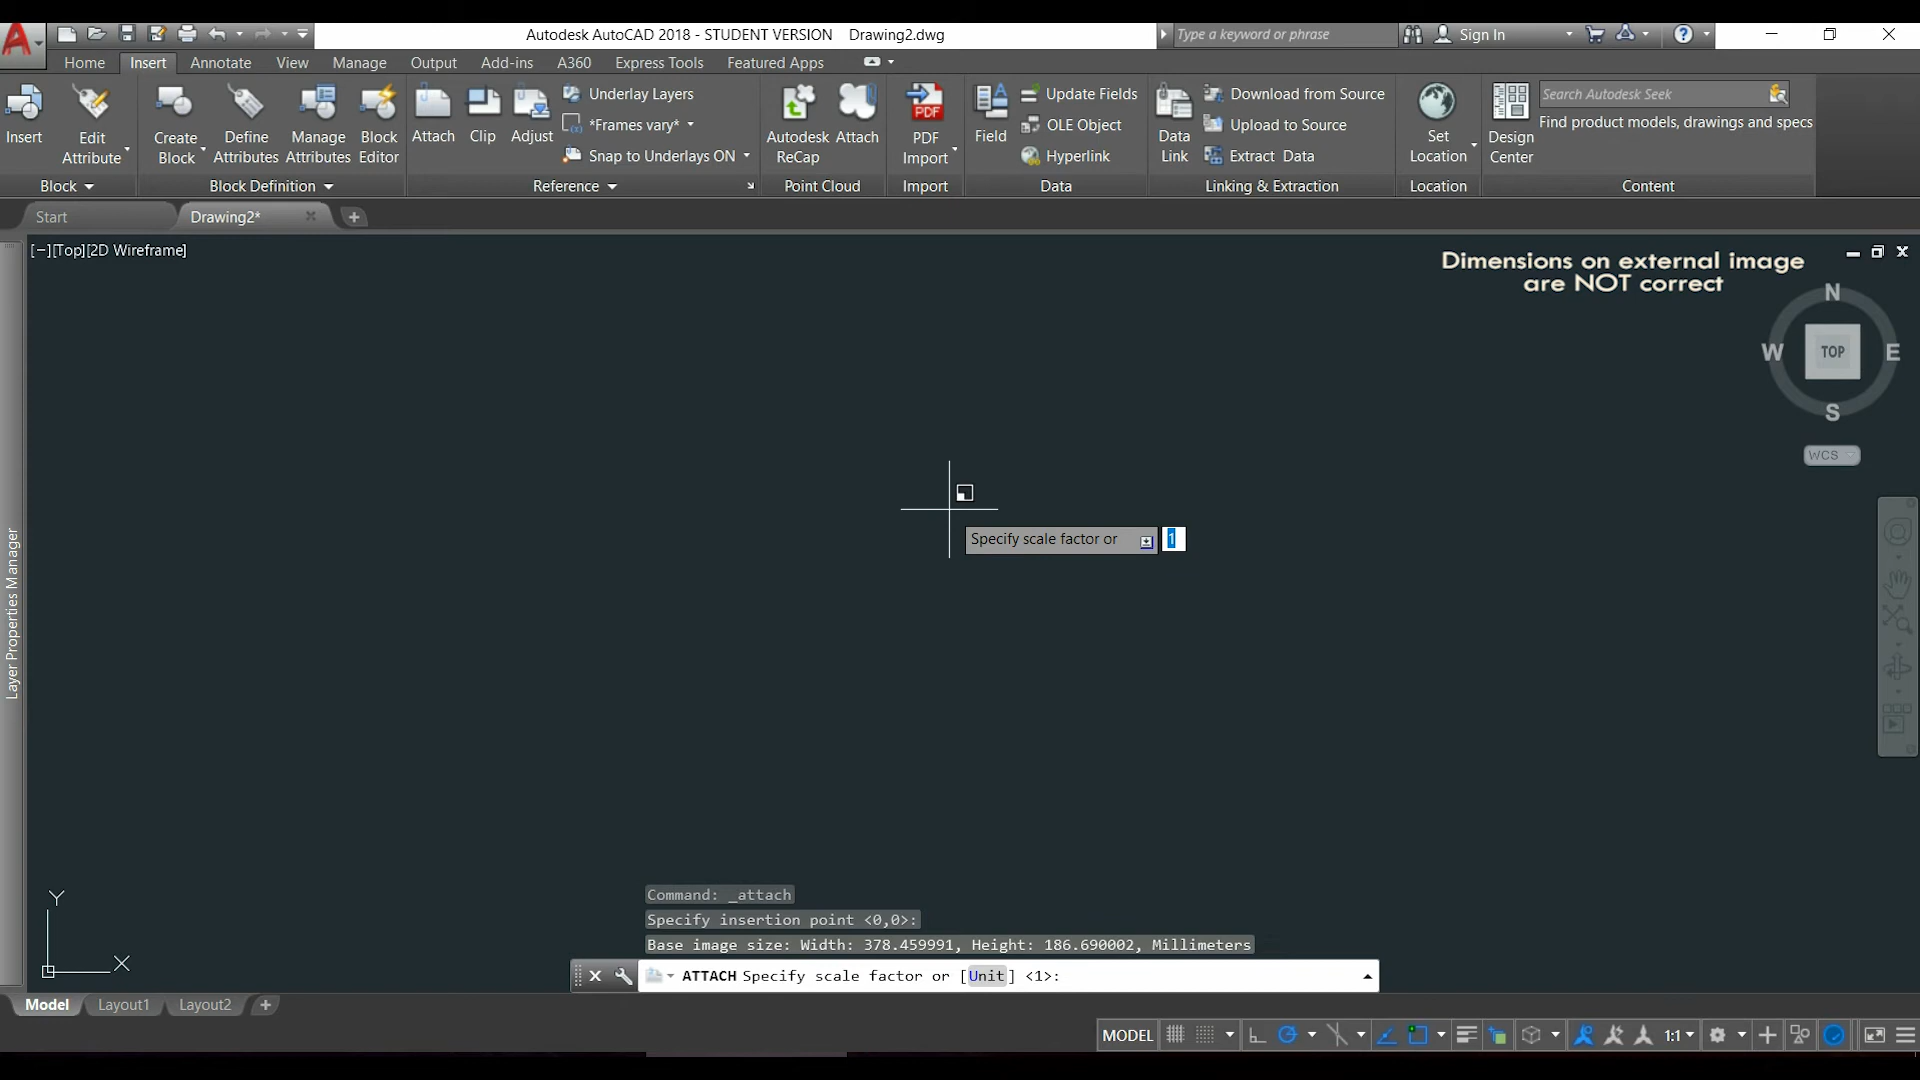 Autodesk AutoCAD 2018 - STUDENT VERSION Drawing2.dwg
Type a keyword or phrase
Sign In
Home Insert Annotate View Manage Output Add-ins A360 Express Tools Featured Apps
Insert
Edit Attribute
Create Block
Define Attributes
Manage Attributes
Block Editor
Attach
Clip
Adjust
Underlay Layers
*Frames vary*
Snap to Underlays ON
Autodesk ReCap
Attach
PDF Import
Field
Update Fields
OLE Object
Hyperlink
Data Link
Download from Source
Upload to Source
Extract Data
Set Location
Design Center
Search Autodesk Seek
Find product models, drawings and specs
Block Block Definition Reference Point Cloud Import Data Linking & Extraction Location Content
Start Drawing2*
[−][Top][2D Wireframe]
Dimensions on external image
are NOT correct
N
W TOP E
S
WCS
Specify scale factor or 1
Layer Properties Manager
Command: _attach
Specify insertion point <0,0>:
Base image size: Width: 378.459991, Height: 186.690002, Millimeters
ATTACH Specify scale factor or [Unit] <1>:
Y
X
Model Layout1 Layout2
MODEL 1:1